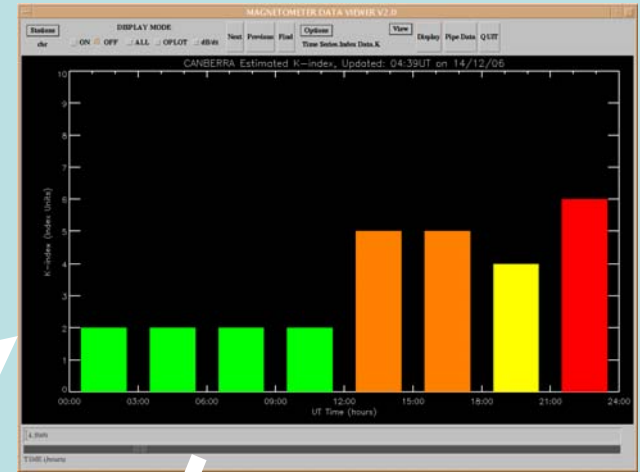 MAGNETOMETER DATA VIEWER V2.0
Stations
cbr
DISPLAY MODE
ON OFF ALL OPLOT dB/dt
Next Previous Find
Options
Time Series.Index Data.K
View
Display Pipe Data QUIT
CANBERRA Estimated K-index, Updated: 04:39UT on 14/12/06
K-index (Index Units)
10
9
8
7
6
5
4
3
2
1
0
00:00 03:00 06:00 09:00 12:00 15:00 18:00 21:00 24:00
UT Time (hours)
TIME (hours)